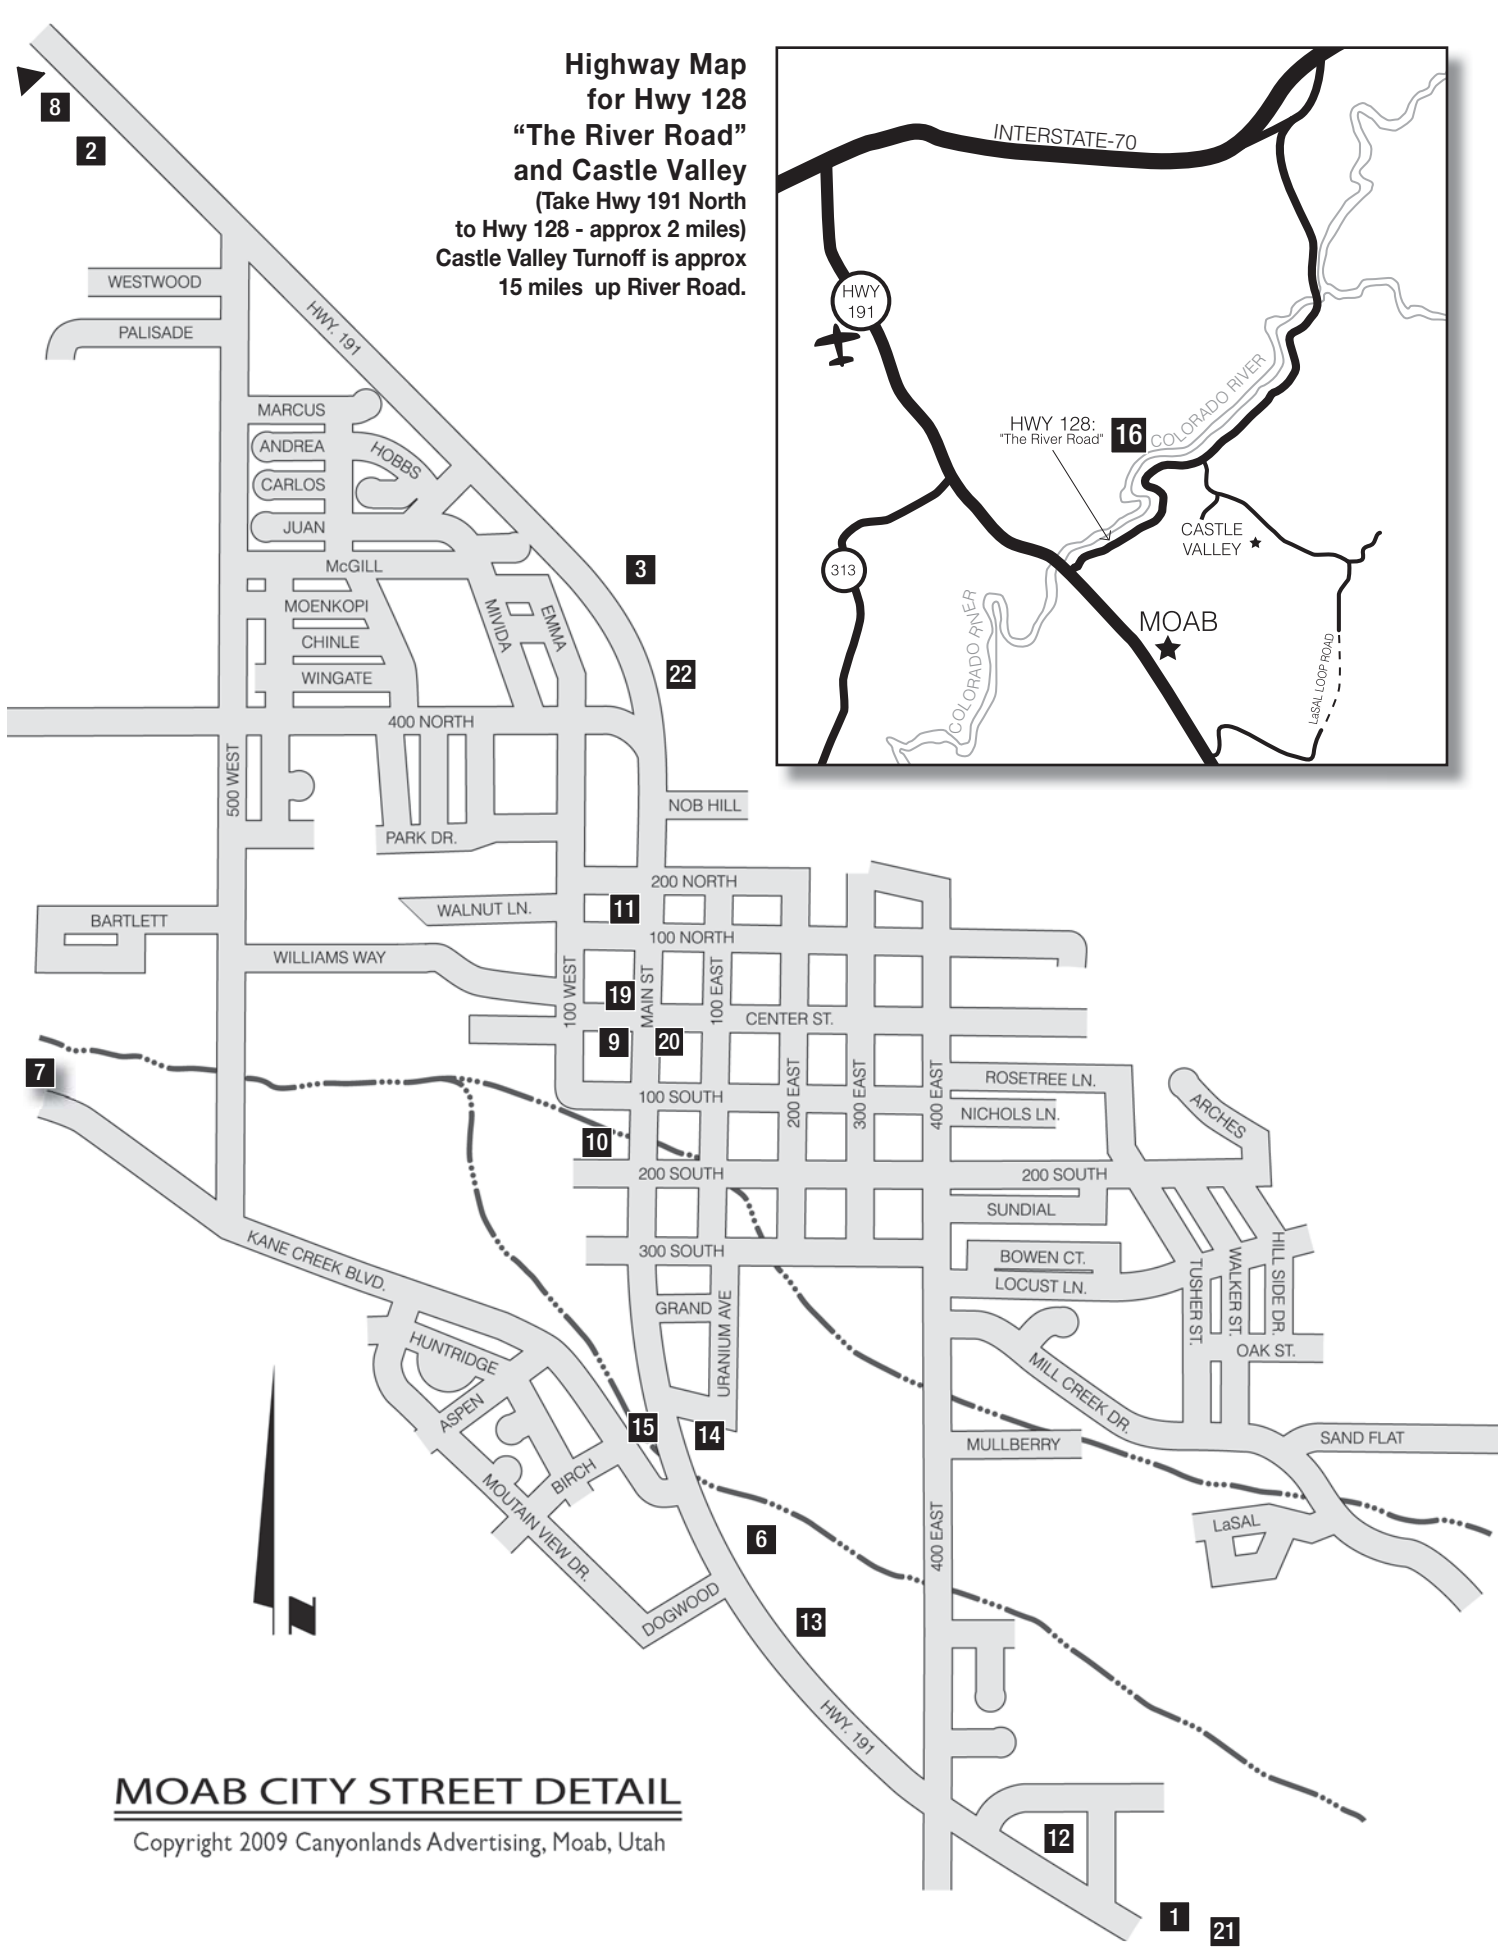 Highway Map
for Hwy 128
“The River Road”
and Castle Valley
(Take Hwy 191 North
to Hwy 128 - approx 2 miles)
Castle Valley Turnoff is approx
15 miles up River Road.
INTERSTATE-70
HWY
191
HWY 128:
"The River Road"
16
COLORADO RIVER
CASTLE
VALLEY
313
COLORADO RIVER
MOAB
LaSAL LOOP ROAD
8
2
WESTWOOD
PALISADE
HWY. 191
MARCUS
ANDREA
HOBBS
CARLOS
JUAN
McGILL
3
MOENKOPI
MIVIDA
EMMA
CHINLE
WINGATE
22
400 NORTH
500 WEST
NOB HILL
PARK DR.
200 NORTH
WALNUT LN.
11
BARTLETT
100 NORTH
WILLIAMS WAY
100 WEST
19
MAIN ST
100 EAST
CENTER ST.
9
20
7
200 EAST
300 EAST
400 EAST
ROSETREE LN.
100 SOUTH
NICHOLS LN.
ARCHES
10
200 SOUTH
200 SOUTH
SUNDIAL
300 SOUTH
KANE CREEK BLVD.
BOWEN CT.
LOCUST LN.
TUSHER ST.
WALKER ST.
HILL SIDE DR.
GRAND
URANIUM AVE
HUNTRIDGE
OAK ST.
MILL CREEK DR.
ASPEN
15
14
MULLBERRY
SAND FLAT
BIRCH
MOUTAIN VIEW DR.
LaSAL
6
400 EAST
DOGWOOD
13
N
HWY. 191
MOAB CITY STREET DETAIL
Copyright 2009 Canyonlands Advertising, Moab, Utah
12
1
21